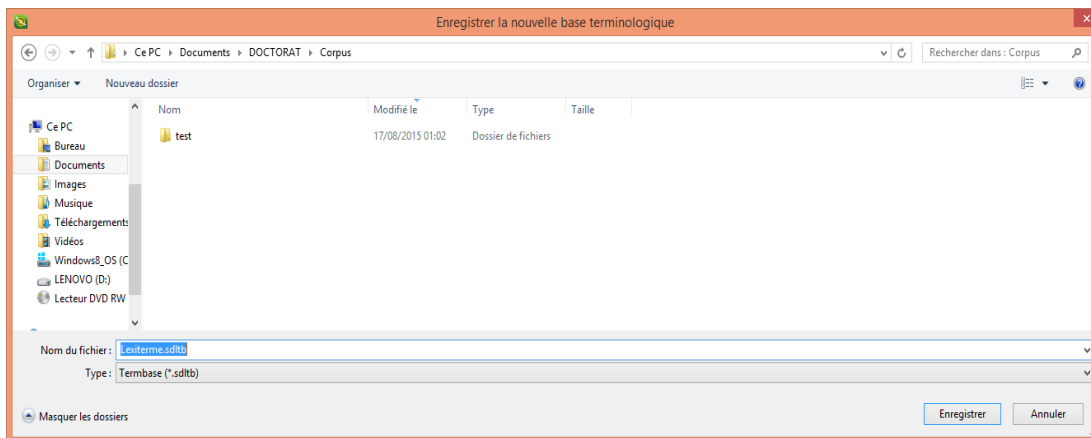 Enregistrer la nouvelle base terminologique
Ce PC Documents DOCTORAT Corpus
Rechercher dans : Corpus
Organiser Nouveau dossier
Nom Modifié le Type Taille
test 17/08/2015 01:02 Dossier de fichiers
Ce PC
Bureau
Documents
Images
Musique
Téléchargements
Vidéos
Windows8_OS (C
LENOVO (D:)
Lecteur DVD RW
Nom du fichier : Lexiterme.sdltb
Type : Termbase (*.sdltb)
Masquer les dossiers
Enregistrer Annuler